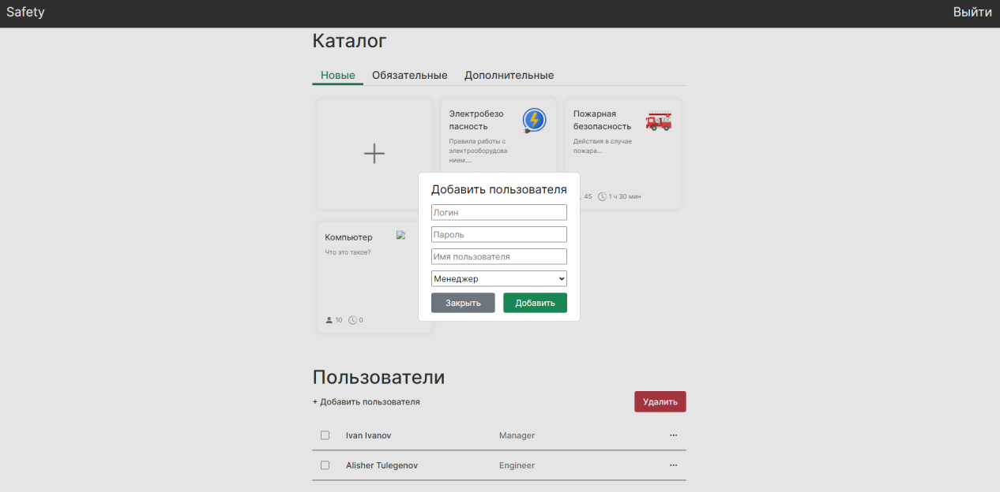 Safety
Выйти
Каталог
Новые
Обязательные
Дополнительные
Электробезо
пасность
Правила работы с
электрооборудова
нием....
Пожарная
безопасность
Действия в случае
пожара...
45
1 ч 30 мин
Добавить пользователя
Логин
Пароль
Имя пользователя
Менеджер
Закрыть
Добавить
Компьютер
Что это такое?
10
0
Пользователи
+ Добавить пользователя
Удалить
Ivan Ivanov
Manager
...
Alisher Tulegenov
Engineer
...